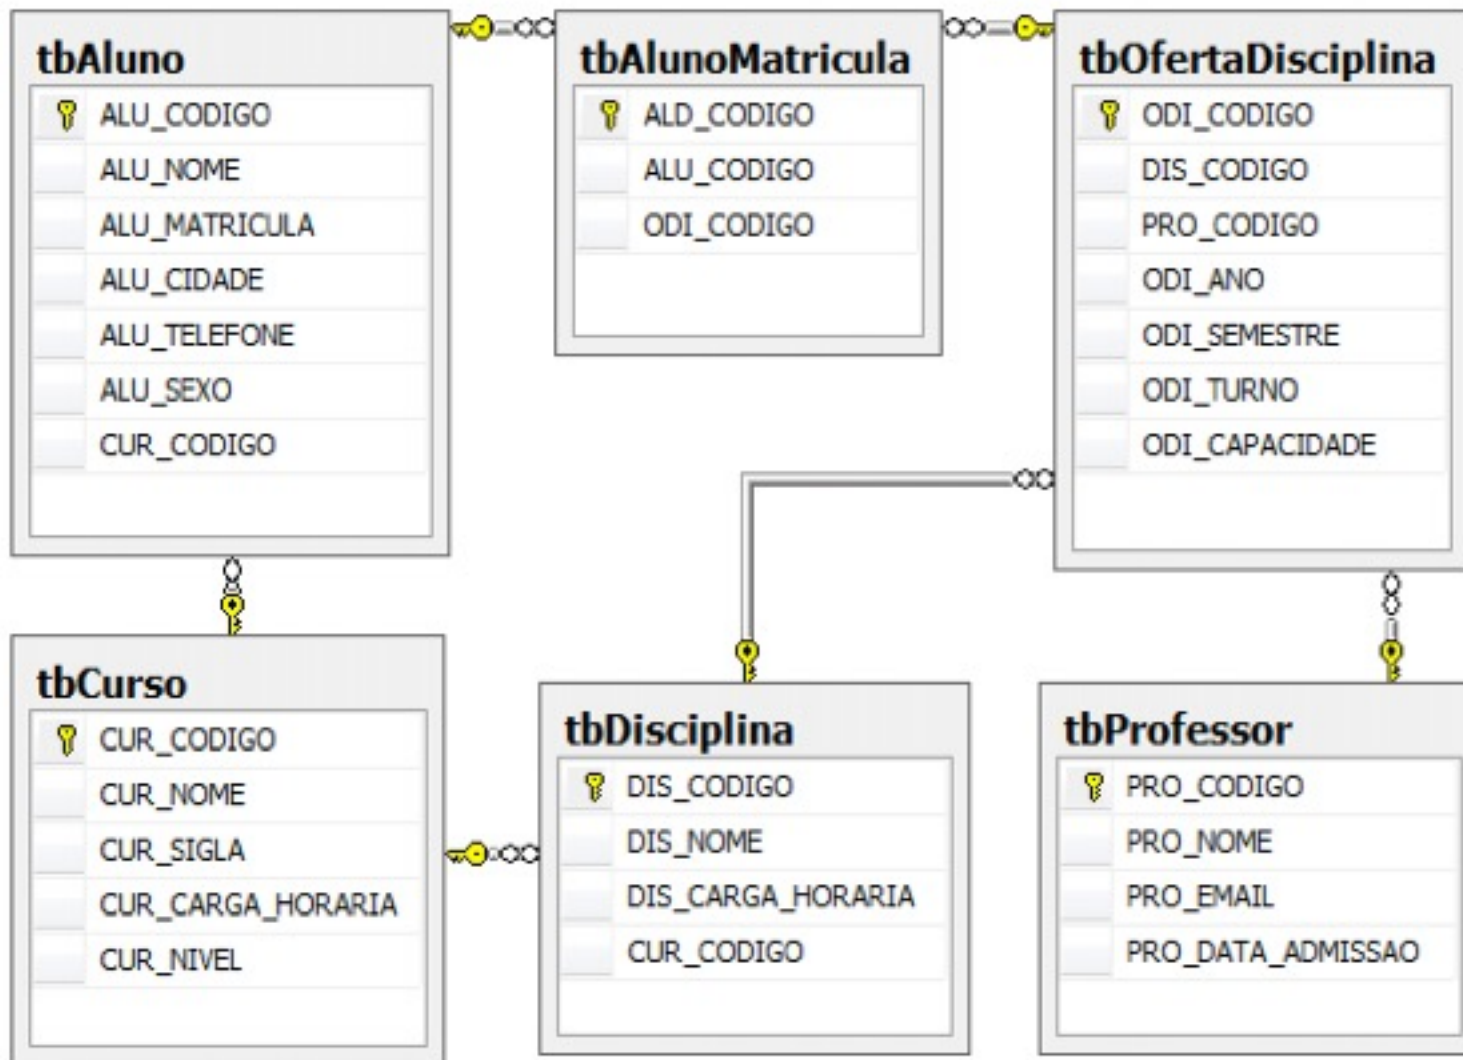 tbAluno
ALU_CODIGO
ALU_NOME
ALU_MATRICULA
ALU_CIDADE
ALU_TELEFONE
ALU_SEXO
CUR_CODIGO
tbAlunoMatricula
ALD_CODIGO
ALU_CODIGO
ODI_CODIGO
tbOfertaDisciplina
ODI_CODIGO
DIS_CODIGO
PRO_CODIGO
ODI_ANO
ODI_SEMESTRE
ODI_TURNO
ODI_CAPACIDADE
tbCurso
CUR_CODIGO
CUR_NOME
CUR_SIGLA
CUR_CARGA_HORARIA
CUR_NIVEL
tbDisciplina
DIS_CODIGO
DIS_NOME
DIS_CARGA_HORARIA
CUR_CODIGO
tbProfessor
PRO_CODIGO
PRO_NOME
PRO_EMAIL
PRO_DATA_ADMISSAO